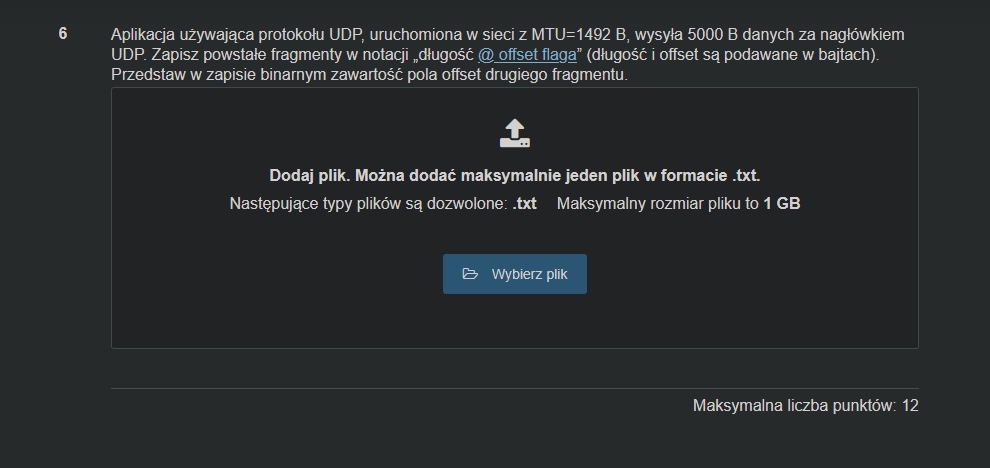 6
Aplikacja używająca protokołu UDP, uruchomiona w sieci z MTU=1492 B, wysyła 5000 B danych za nagłówkiem
UDP. Zapisz powstałe fragmenty w notacji „długość @ offset flaga” (długość i offset są podawane w bajtach).
Przedstaw w zapisie binarnym zawartość pola offset drugiego fragmentu.
Dodaj plik. Można dodać maksymalnie jeden plik w formacie .txt.
Następujące typy plików są dozwolone: .txt Maksymalny rozmiar pliku to 1 GB
Wybierz plik
Maksymalna liczba punktów: 12